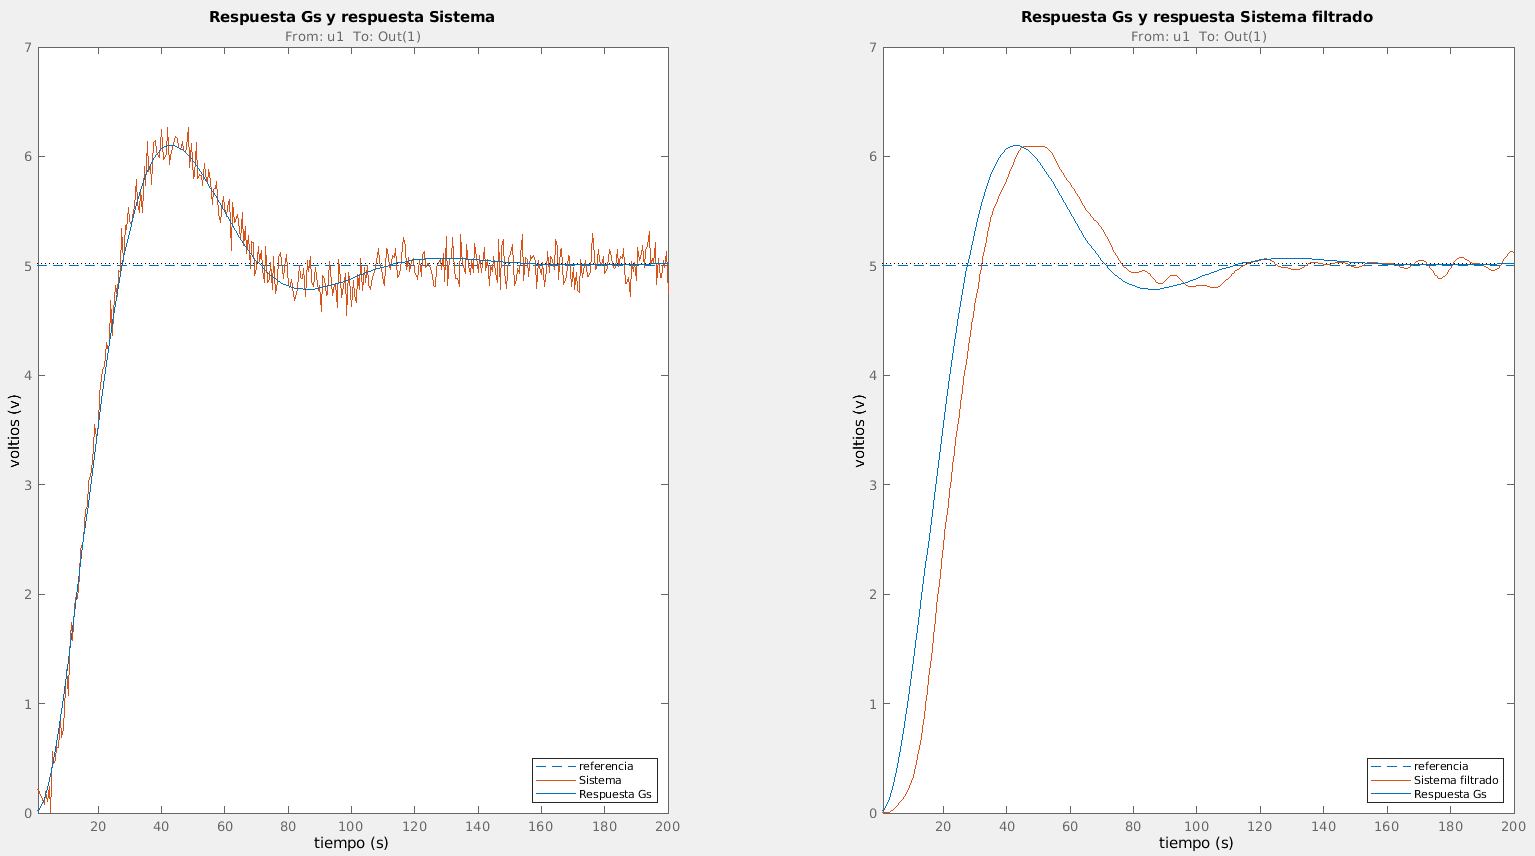 Respuesta Gs y respuesta Sistema
From: u1 To: Out(1)
7
6
5
4
3
2
1
0
voltios (v)
20 40 60 80 100 120 140 160 180 200
tiempo (s)
referencia
Sistema
Respuesta Gs
Respuesta Gs y respuesta Sistema filtrado
From: u1 To: Out(1)
7
6
5
4
3
2
1
0
voltios (v)
20 40 60 80 100 120 140 160 180 200
tiempo (s)
referencia
Sistema filtrado
Respuesta Gs